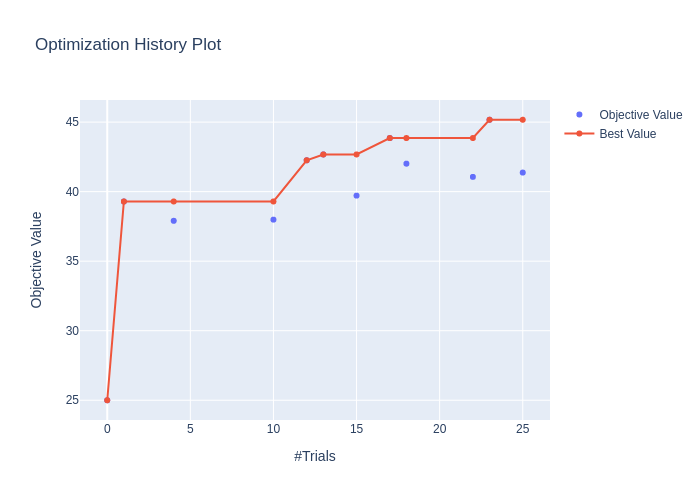 Optimization History Plot
Objective Value
Best Value
45
40
35
30
25
Objective Value
0 5 10 15 20 25
#Trials